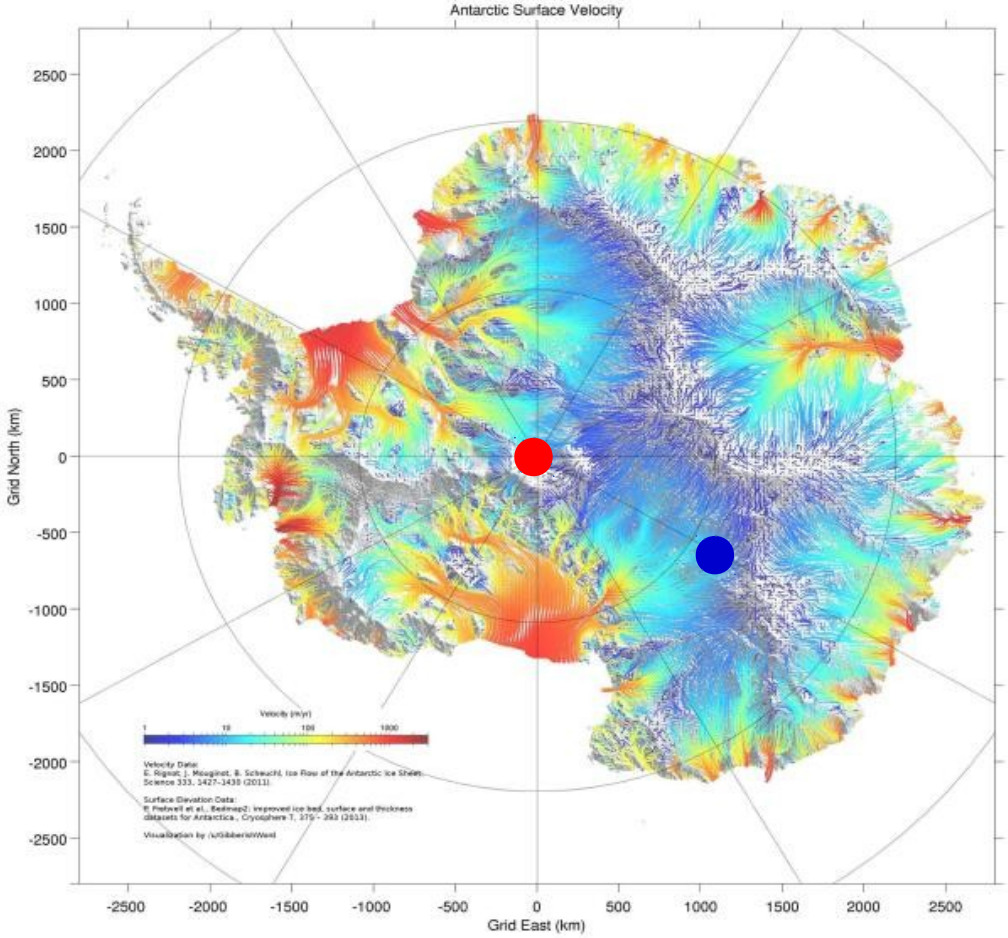 Antarctic Surface Velocity
2500
2000
1500
1000
500
0
-500
-1000
-1500
-2000
-2500
Grid North (km)
Velocity (m/yr)
1 10 100 1000
Velocity Data:
E. Rignot, J. Mouginot, B. Scheuchl, Ice Flow of the Antarctic Ice Sheet,
Science 333, 1427-1430 (2011).
Surface Elevation Data:
P. Fretwell et al., Bedmap2: improved ice bed, surface and thickness
datasets for Antarctica., Cryosphere 7, 375 - 393 (2013).
Visualization by /u/GibberishWord
-2500 -2000 -1500 -1000 -500 0 500 1000 1500 2000 2500
Grid East (km)